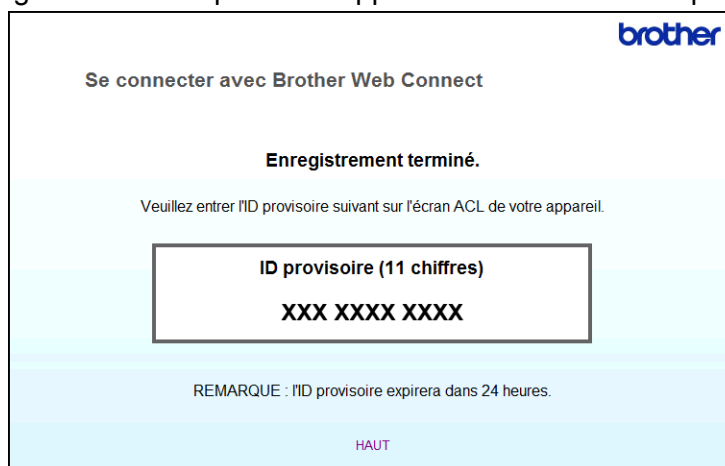 brother
Se connecter avec Brother Web Connect
Enregistrement terminé.
Veuillez entrer l'ID provisoire suivant sur l'écran ACL de votre appareil.
ID provisoire (11 chiffres)
XXX XXXX XXXX
REMARQUE : l'ID provisoire expirera dans 24 heures.
HAUT